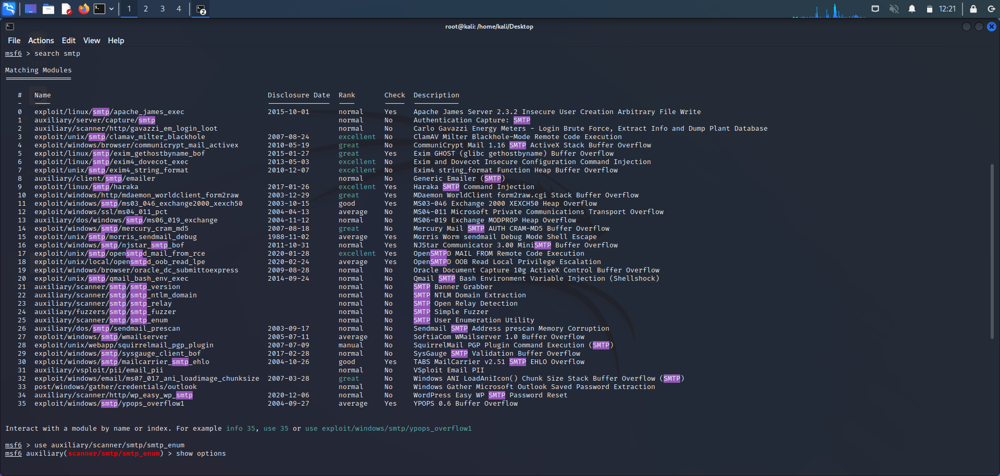 1 2 3 4 2 12:21
root@kali: /home/kali/Desktop
File Actions Edit View Help
msf6 > search smtp
Matching Modules
================
# Name Disclosure Date Rank Check Description
- ---- --------------- ---- ----- -----------
0 exploit/linux/smtp/apache_james_exec 2015-10-01 normal Yes Apache James Server 2.3.2 Insecure User Creation Arbitrary File Write
1 auxiliary/server/capture/smtp normal No Authentication Capture: SMTP
2 auxiliary/scanner/http/gavazzi_em_login_loot normal No Carlo Gavazzi Energy Meters - Login Brute Force, Extract Info and Dump Plant Database
3 exploit/unix/smtp/clamav_milter_blackhole 2007-08-24 excellent No ClamAV Milter Blackhole-Mode Remote Code Execution
4 exploit/windows/browser/communicrypt_mail_activex 2010-05-19 great No CommuniCrypt Mail 1.16 SMTP ActiveX Stack Buffer Overflow
5 exploit/linux/smtp/exim_gethostbyname_bof 2015-01-27 great Yes Exim GHOST (glibc gethostbyname) Buffer Overflow
6 exploit/linux/smtp/exim4_dovecot_exec 2013-05-03 excellent No Exim and Dovecot Insecure Configuration Command Injection
7 exploit/unix/smtp/exim4_string_format 2010-12-07 excellent No Exim4 string_format Function Heap Buffer Overflow
8 auxiliary/client/smtp/emailer normal No Generic Emailer (SMTP)
9 exploit/linux/smtp/haraka 2017-01-26 excellent Yes Haraka SMTP Command Injection
10 exploit/windows/http/mdaemon_worldclient_form2raw 2003-12-29 great Yes MDaemon WorldClient form2raw.cgi Stack Buffer Overflow
11 exploit/windows/smtp/ms03_046_exchange2000_xexch50 2003-10-15 good Yes MS03-046 Exchange 2000 XEXCH50 Heap Overflow
12 exploit/windows/ssl/ms04_011_pct 2004-04-13 average No MS04-011 Microsoft Private Communications Transport Overflow
13 auxiliary/dos/windows/smtp/ms06_019_exchange 2004-11-12 normal No MS06-019 Exchange MODPROP Heap Overflow
14 exploit/windows/smtp/mercury_cram_md5 2007-08-18 great No Mercury Mail SMTP AUTH CRAM-MD5 Buffer Overflow
15 exploit/unix/smtp/morris_sendmail_debug 1988-11-02 average Yes Morris Worm sendmail Debug Mode Shell Escape
16 exploit/windows/smtp/njstar_smtp_bof 2011-10-31 normal Yes NJStar Communicator 3.00 MiniSMTP Buffer Overflow
17 exploit/unix/smtp/opensmtpd_mail_from_rce 2020-01-28 excellent Yes OpenSMTPD MAIL FROM Remote Code Execution
18 exploit/unix/local/opensmtpd_oob_read_lpe 2020-02-24 average Yes OpenSMTPD OOB Read Local Privilege Escalation
19 exploit/windows/browser/oracle_dc_submittoexpress 2009-08-28 normal No Oracle Document Capture 10g ActiveX Control Buffer Overflow
20 exploit/unix/smtp/qmail_bash_env_exec 2014-09-24 normal No Qmail SMTP Bash Environment Variable Injection (Shellshock)
21 auxiliary/scanner/smtp/smtp_version normal No SMTP Banner Grabber
22 auxiliary/scanner/smtp/smtp_ntlm_domain normal No SMTP NTLM Domain Extraction
23 auxiliary/scanner/smtp/smtp_relay normal No SMTP Open Relay Detection
24 auxiliary/fuzzers/smtp/smtp_fuzzer normal No SMTP Simple Fuzzer
25 auxiliary/scanner/smtp/smtp_enum normal No SMTP User Enumeration Utility
26 auxiliary/dos/smtp/sendmail_prescan 2003-09-17 normal No Sendmail SMTP Address prescan Memory Corruption
27 exploit/windows/smtp/wmailserver 2005-07-11 average No SoftiaCom WMailserver 1.0 Buffer Overflow
28 exploit/unix/webapp/squirrelmail_pgp_plugin 2007-07-09 manual No SquirrelMail PGP Plugin Command Execution (SMTP)
29 exploit/windows/smtp/sysgauge_client_bof 2017-02-28 normal No SysGauge SMTP Validation Buffer Overflow
30 exploit/windows/smtp/mailcarrier_smtp_ehlo 2004-10-26 good Yes TABS MailCarrier v2.51 SMTP EHLO Overflow
31 auxiliary/vsploit/pii/email_pii normal No VSploit Email PII
32 exploit/windows/email/ms07_017_ani_loadimage_chunksize 2007-03-28 great No Windows ANI LoadAniIcon() Chunk Size Stack Buffer Overflow (SMTP)
33 post/windows/gather/credentials/outlook normal No Windows Gather Microsoft Outlook Saved Password Extraction
34 auxiliary/scanner/http/wp_easy_wp_smtp 2020-12-06 normal No WordPress Easy WP SMTP Password Reset
35 exploit/windows/smtp/ypops_overflow1 2004-09-27 average Yes YPOPS 0.6 Buffer Overflow
Interact with a module by name or index. For example info 35, use 35 or use exploit/windows/smtp/ypops_overflow1
msf6 > use auxiliary/scanner/smtp/smtp_enum
msf6 auxiliary(scanner/smtp/smtp_enum) > show options